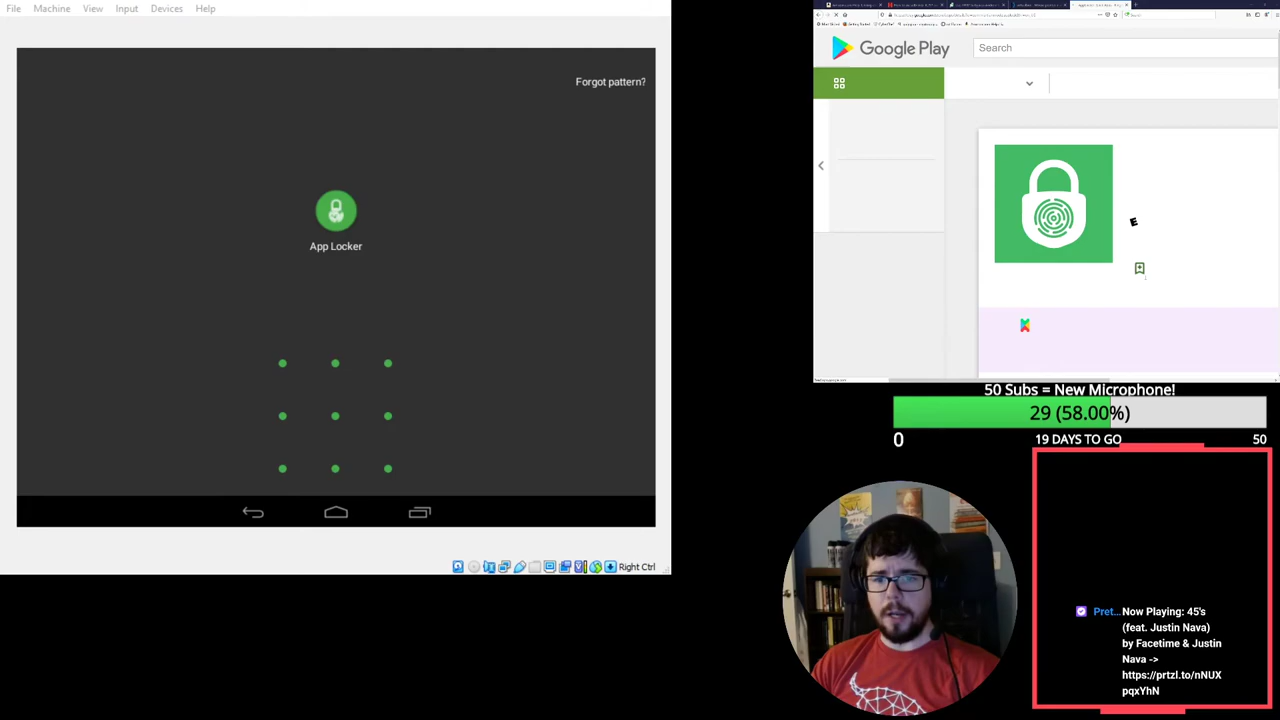 File Machine View Input Devices Help
Forgot pattern?
App Locker
Right Ctrl
Google Play
Search
E
50 Subs = New Microphone!
29 (58.00%)
0
19 DAYS TO GO
50
Pret... Now Playing: 45's
(feat. Justin Nava)
by Facetime & Justin
Nava ->
https://prtzl.to/nNUX
pqxYhN